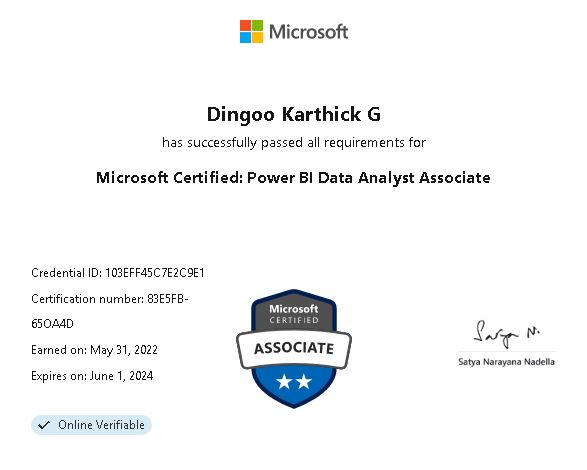 Microsoft
Dingoo Karthick G
has successfully passed all requirements for
Microsoft Certified: Power BI Data Analyst Associate
Credential ID: 103EFF45C7E2C9E1
Certification number: 83E5FB-
65OA4D
Earned on: May 31, 2022
Expires on: June 1, 2024
Online Verifiable
Microsoft
CERTIFIED
ASSOCIATE
Satya N.
Satya Narayana Nadella